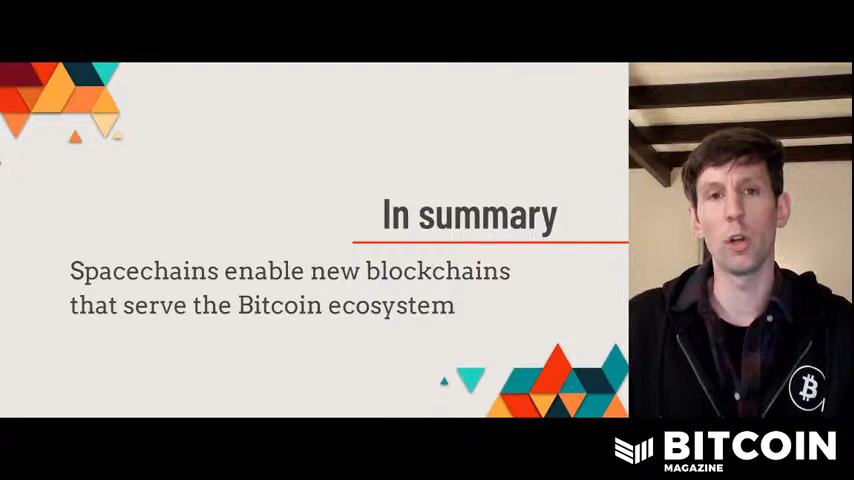 In summary
Spacechains enable new blockchains
that serve the Bitcoin ecosystem
BITCOIN
MAGAZINE